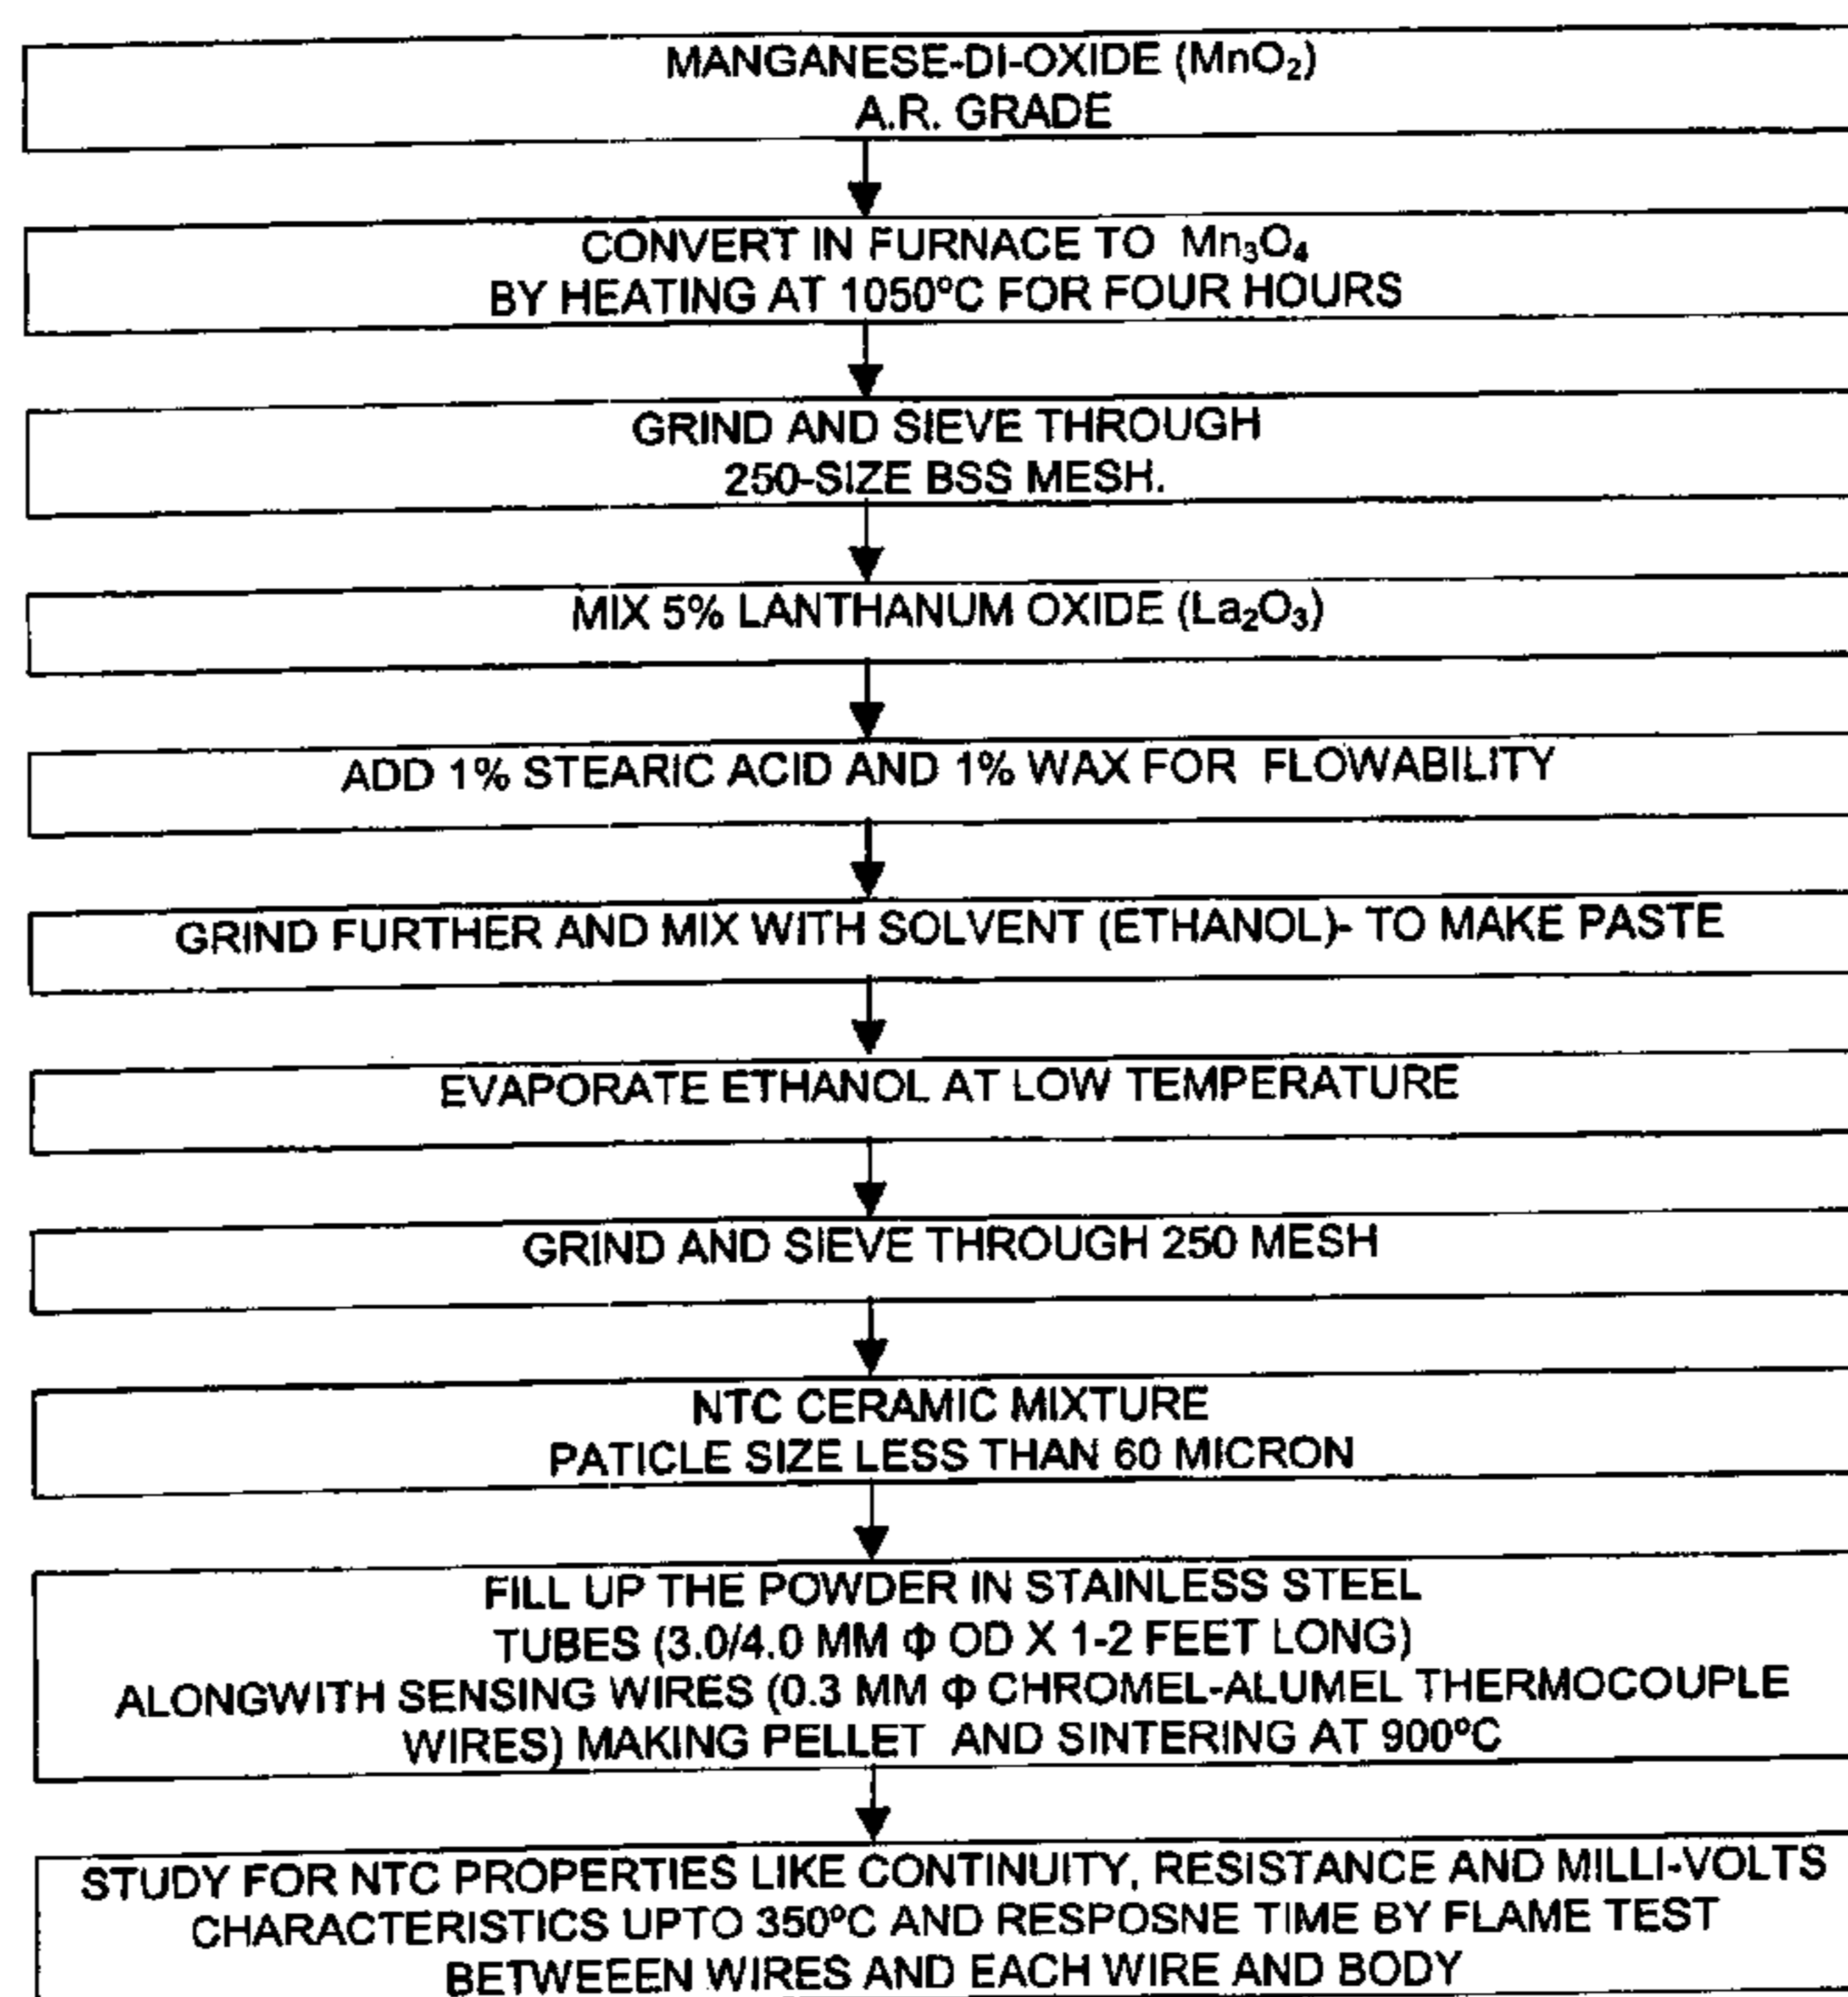 MANGANESE-DI-OXIDE (MnO₂)
A.R. GRADE
CONVERT IN FURNACE TO Mn₃O₄
BY HEATING AT 1050ºC FOR FOUR HOURS
GRIND AND SIEVE THROUGH
250-SIZE BSS MESH.
MIX 5% LANTHANUM OXIDE (La₂O₃)
ADD 1% STEARIC ACID AND 1% WAX FOR FLOWABILITY
GRIND FURTHER AND MIX WITH SOLVENT (ETHANOL)- TO MAKE PASTE
EVAPORATE ETHANOL AT LOW TEMPERATURE
GRIND AND SIEVE THROUGH 250 MESH
NTC CERAMIC MIXTURE
PATICLE SIZE LESS THAN 60 MICRON
FILL UP THE POWDER IN STAINLESS STEEL
TUBES (3.0/4.0 MM Φ OD X 1-2 FEET LONG)
ALONGWITH SENSING WIRES (0.3 MM Φ CHROMEL-ALUMEL THERMOCOUPLE
WIRES) MAKING PELLET AND SINTERING AT 900ºC
STUDY FOR NTC PROPERTIES LIKE CONTINUITY, RESISTANCE AND MILLI-VOLTS
CHARACTERISTICS UPTO 350ºC AND RESPOSNE TIME BY FLAME TEST
BETWEEEN WIRES AND EACH WIRE AND BODY